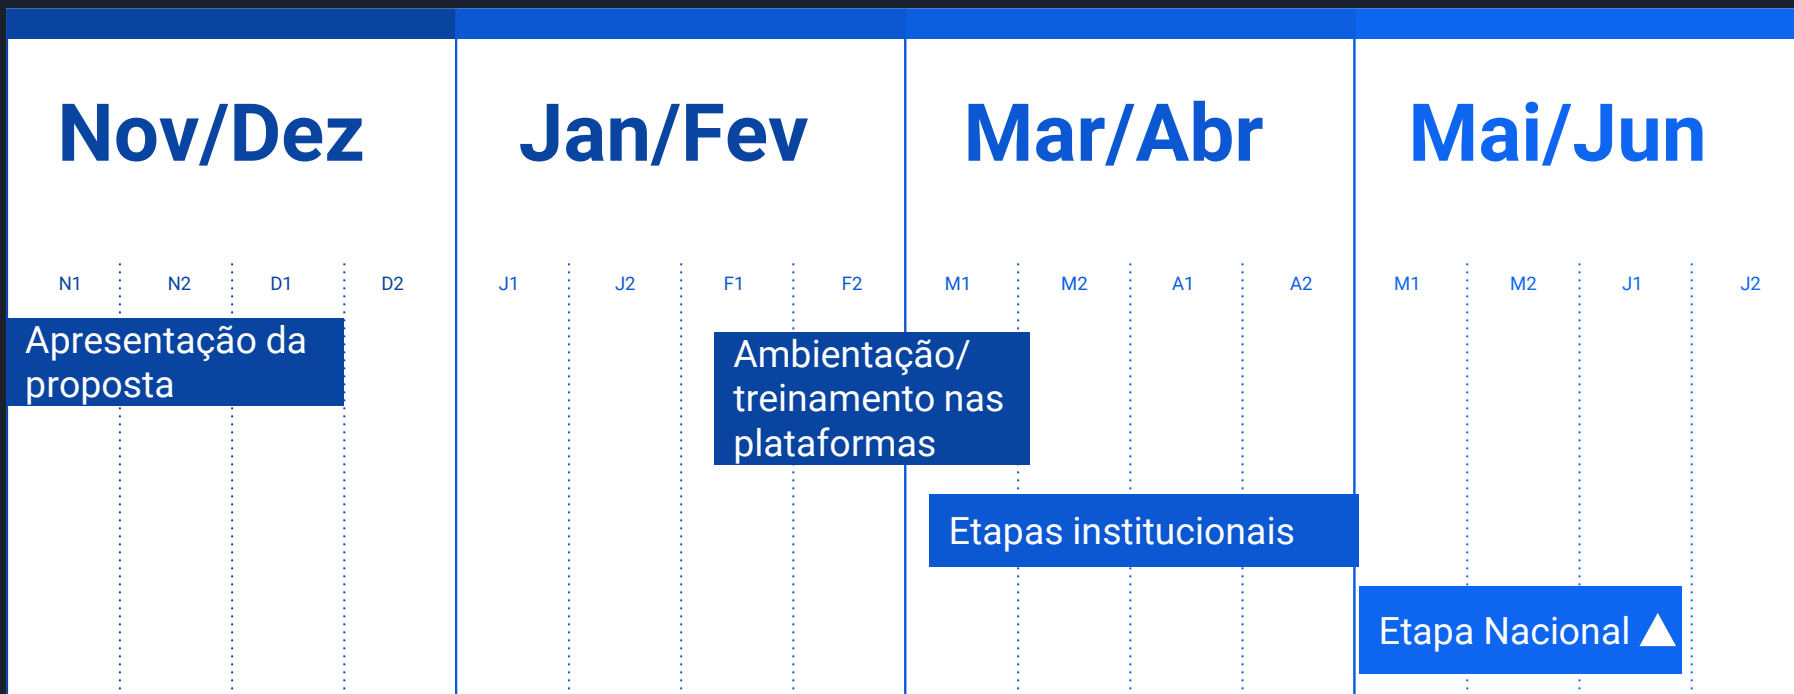 Nov/Dez
Jan/Fev
Mar/Abr
Mai/Jun
N1
N2
D1
D2
J1
J2
F1
F2
M1
M2
A1
A2
M1
M2
J1
J2
Apresentação da
proposta
Ambientação/
treinamento nas
plataformas
Etapas institucionais
Etapa Nacional